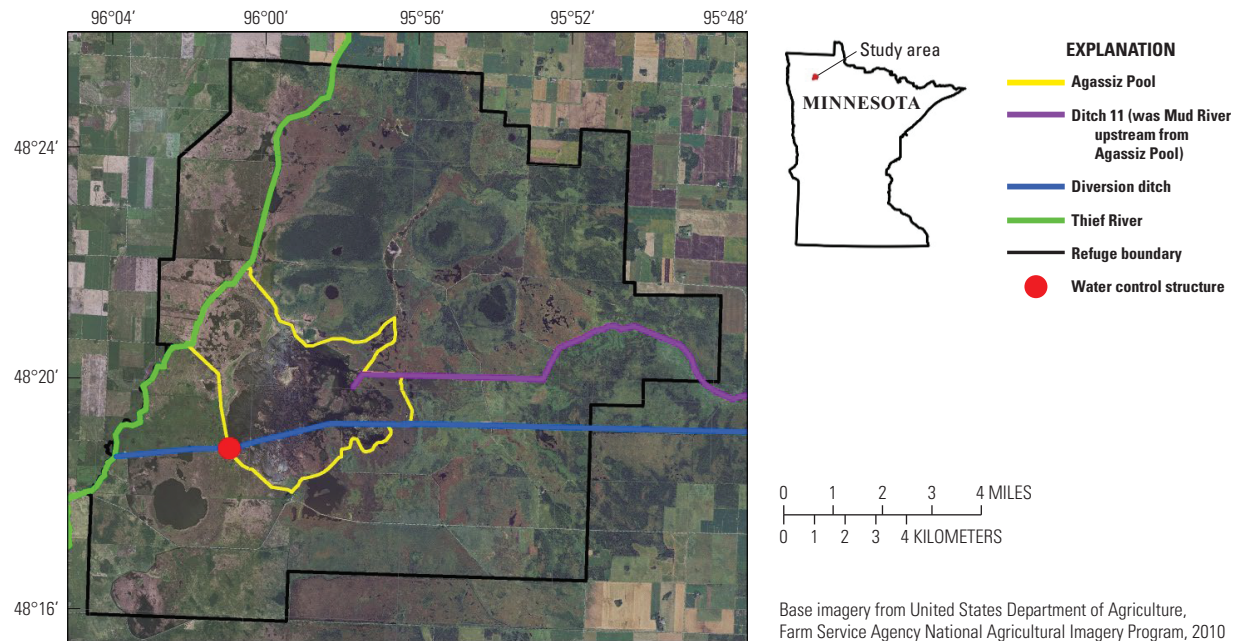 96°04’ 96°00’ 95°56’ 95°52’ 95°48’
48°24’
48°20’
48°16’
Study area
MINNESOTA
EXPLANATION
Agassiz Pool
Ditch 11 (was Mud River
upstream from
Agassiz Pool)
Diversion ditch
Thief River
Refuge boundary
Water control structure
0 1 2 3 4 MILES
0 1 2 3 4 KILOMETERS
Base imagery from United States Department of Agriculture,
Farm Service Agency National Agricultural Imagery Program, 2010